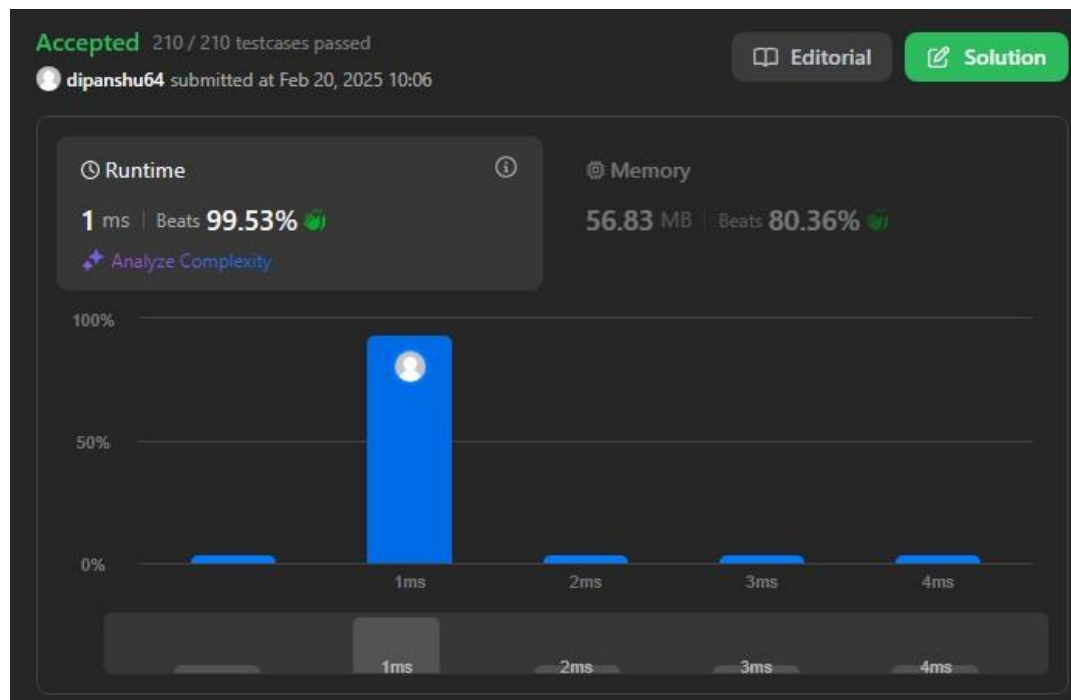 Accepted 210 / 210 testcases passed
Editorial
Solution
dipanshu64 submitted at Feb 20, 2025 10:06
Runtime
1 ms | Beats 99.53%
Analyze Complexity
Memory
56.83 MB | Beats 80.36%
100%
50%
0%
1ms 2ms 3ms 4ms
1ms 2ms 3ms 4ms